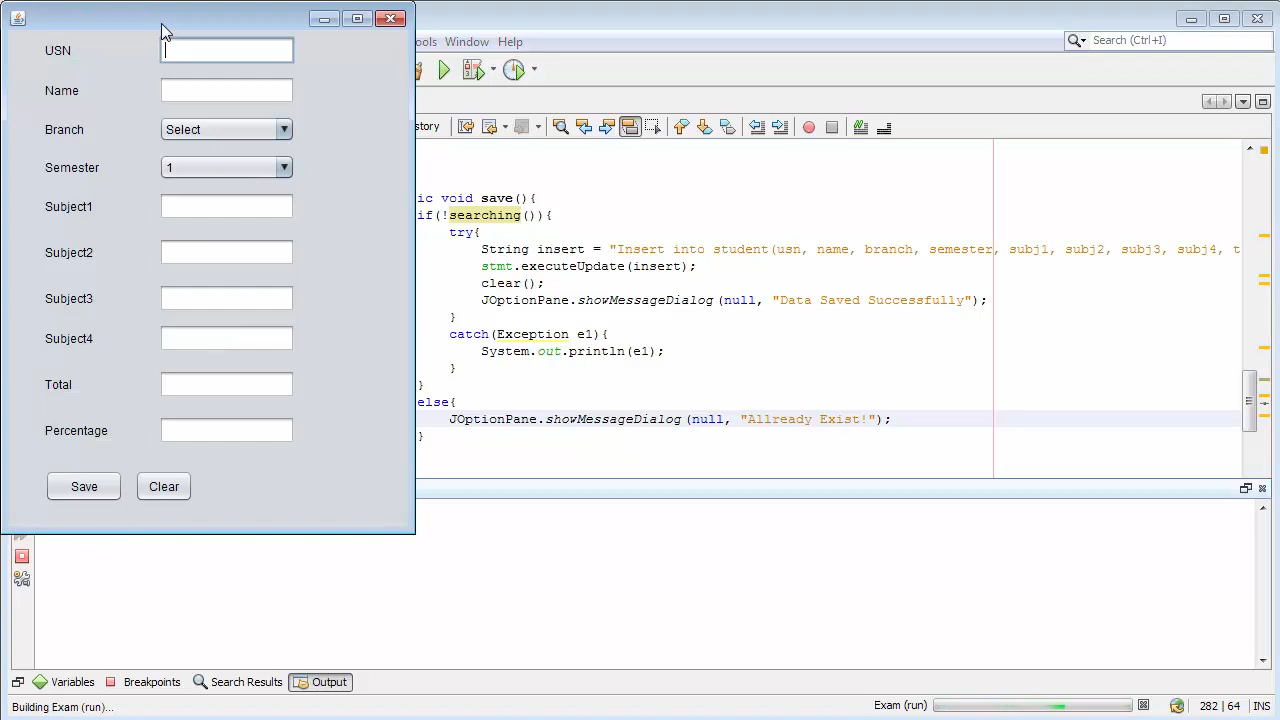 USN
Name
Branch Select
Semester 1
Subject1
Subject2
Subject3
Subject4
Total
Percentage
Save Clear
ools Window Help
Search (Ctrl+I)
tory
ic void save(){
if(!searching()){
try{
String insert = "Insert into student(usn, name, branch, semester, subj1, subj2, subj3, subj4, t
stmt.executeUpdate(insert);
clear();
JOptionPane.showMessageDialog(null, "Data Saved Successfully");
}
catch(Exception e1){
System.out.println(e1);
}
}
else{
JOptionPane.showMessageDialog(null, "Allready Exist!");
}
Variables Breakpoints Search Results Output
Building Exam (run)... Exam (run) 282 | 64 INS